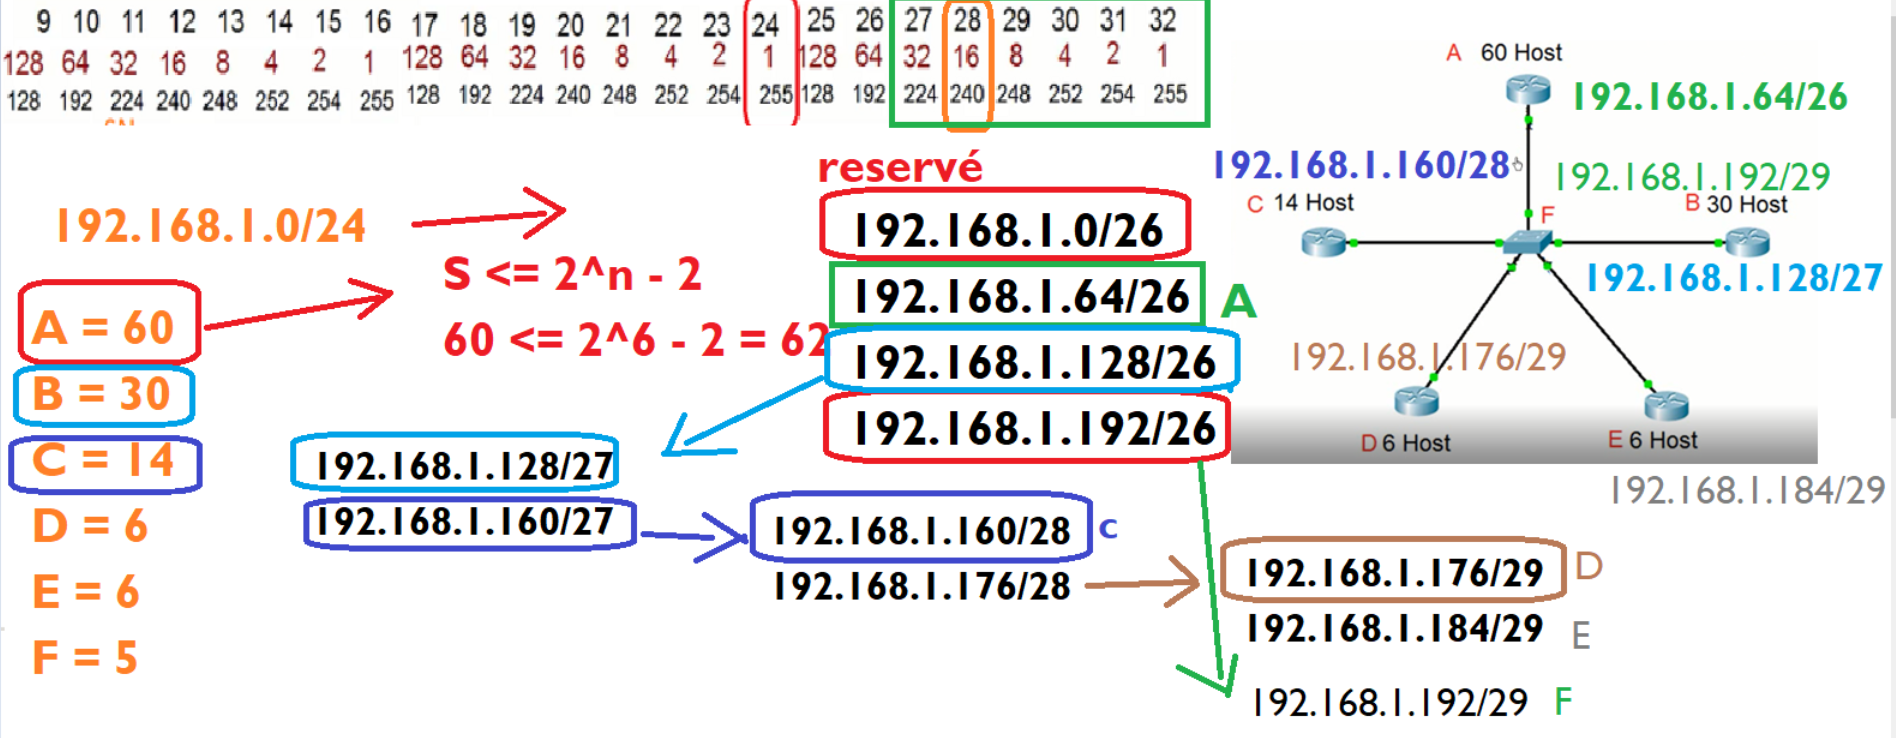 9 10 11 12 13 14 15 16 17 18 19 20 21 22 23 24 25 26 27 28 29 30 31 32
128 64 32 16 8 4 2 1 128 64 32 16 8 4 2 1 128 64 32 16 8 4 2 1
128 192 224 240 248 252 254 255 128 192 224 240 248 252 254 255 128 192 224 240 248 252 254 255
192.168.1.0/24
A = 60
B = 30
C = 14
D = 6
E = 6
F = 5
S <= 2^n - 2
60 <= 2^6 - 2 = 62
reservé
192.168.1.0/26
192.168.1.64/26 A
192.168.1.128/26
192.168.1.192/26
192.168.1.128/27
192.168.1.160/27
192.168.1.160/28 c
192.168.1.176/28
192.168.1.176/29 D
192.168.1.184/29 E
192.168.1.192/29 F
A 60 Host
192.168.1.64/26
192.168.1.160/28
192.168.1.192/29
C 14 Host
F
B 30 Host
192.168.1.128/27
192.168.1.176/29
D 6 Host
E 6 Host
192.168.1.184/29